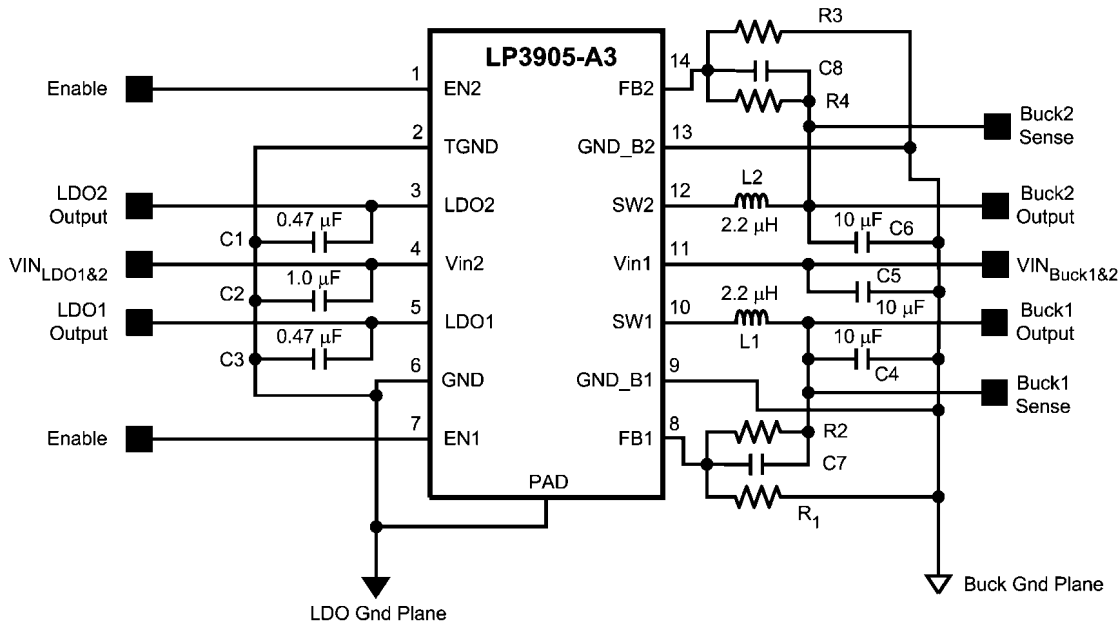 LP3905-A3
Enable
1
EN2
2
TGND
LDO2
Output
3
LDO2
0.47 µF
C1
VIN LDO1&2
4
Vin2
1.0 µF
C2
LDO1
Output
5
LDO1
0.47 µF
C3
6
GND
Enable
7
EN1
PAD
LDO Gnd Plane
R3
14
FB2
C8
R4
Buck2
Sense
13
GND_B2
L2
12
SW2
2.2 µH
Buck2
Output
10 µF
C6
11
Vin1
VIN Buck1&2
C5
10 µF
2.2 µH
10
SW1
L1
Buck1
Output
10 µF
C4
9
GND_B1
Buck1
Sense
8
FB1
R2
C7
R1
Buck Gnd Plane